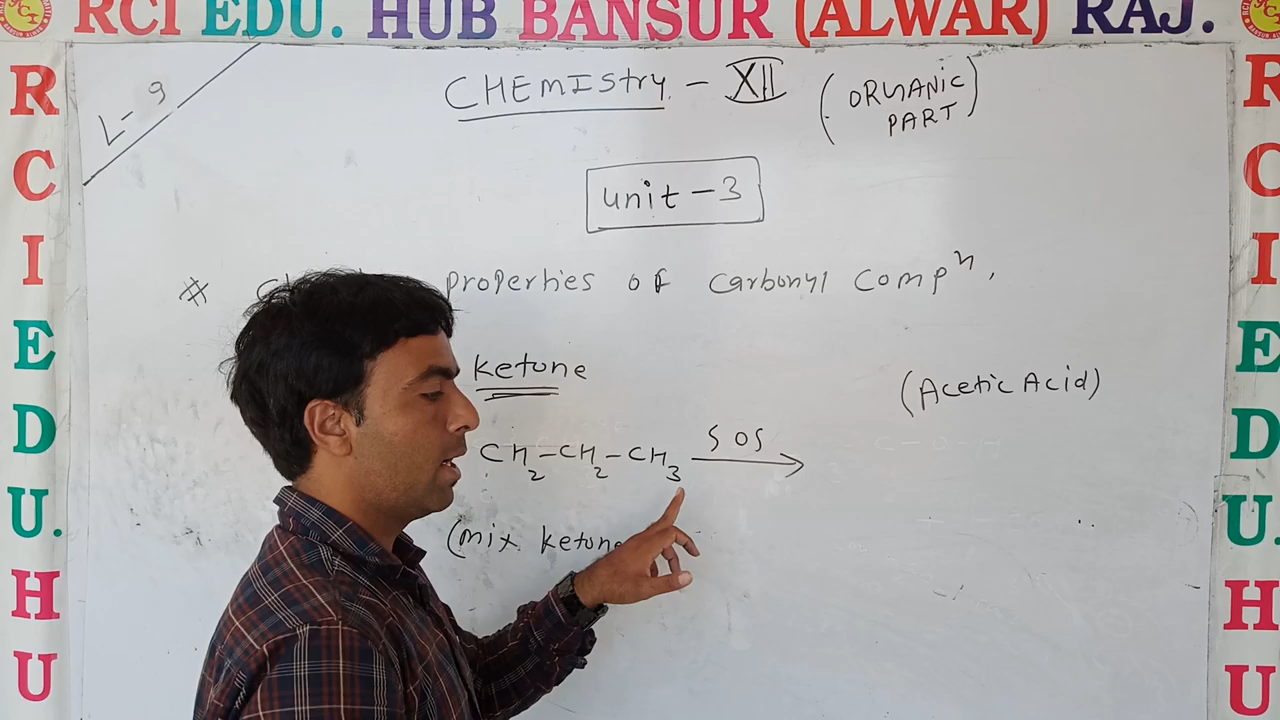 RCI EDU. HUB BANSUR (ALWAR) RAJ.
R C I E D U. H U
L-9
CHEMIStry - XII (ORGANIC PART)
Unit-3
# properties of carbonyl compⁿ.
ketone
(Acetic Acid)
CH₂-CH₂-CH₃ SOS→
(mix ketone
R C I E D U. H U